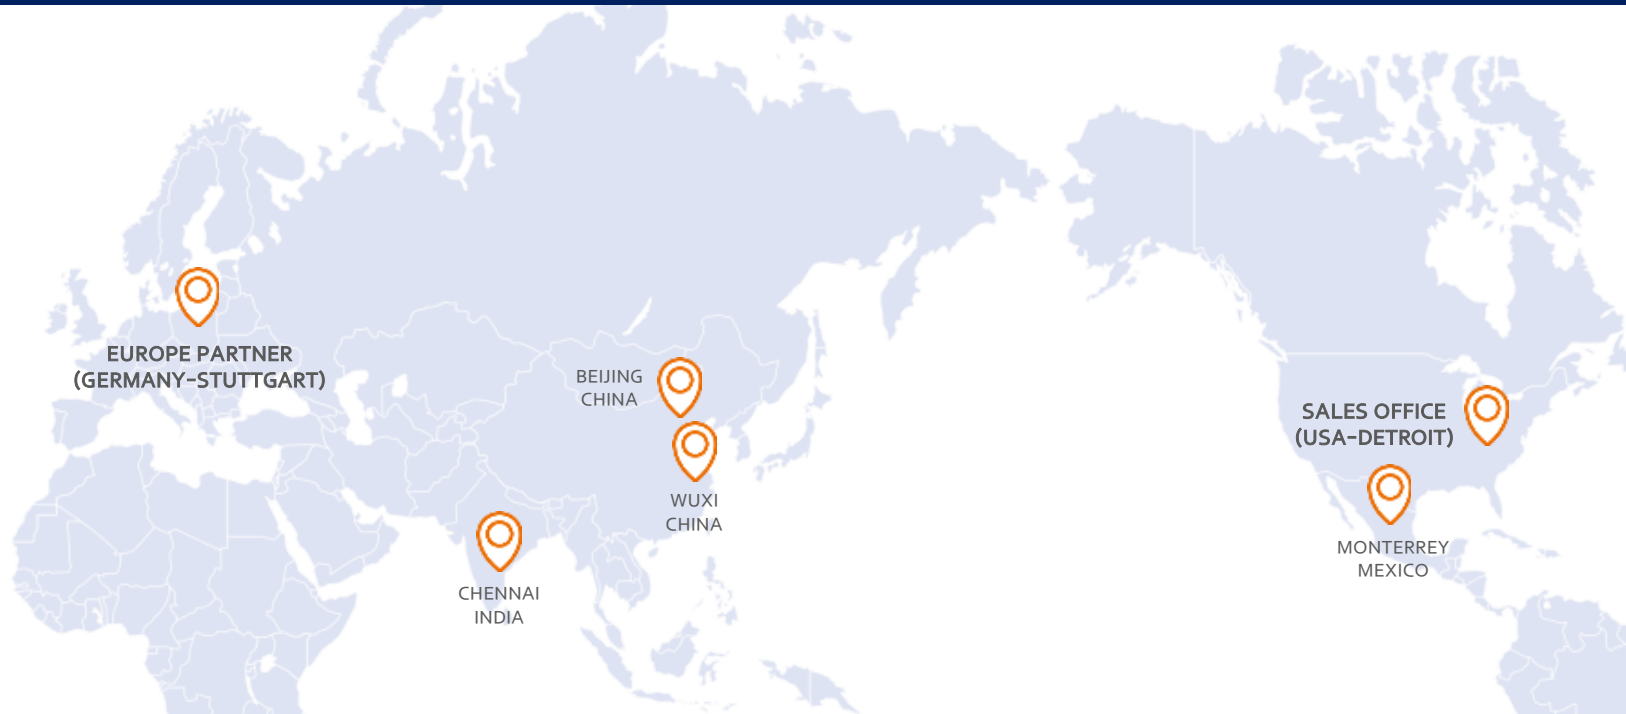 EUROPE PARTNER
(GERMANY-STUTTGART)
BEIJING
CHINA
WUXI
CHINA
CHENNAI
INDIA
SALES OFFICE
(USA-DETROIT)
MONTERREY
MEXICO